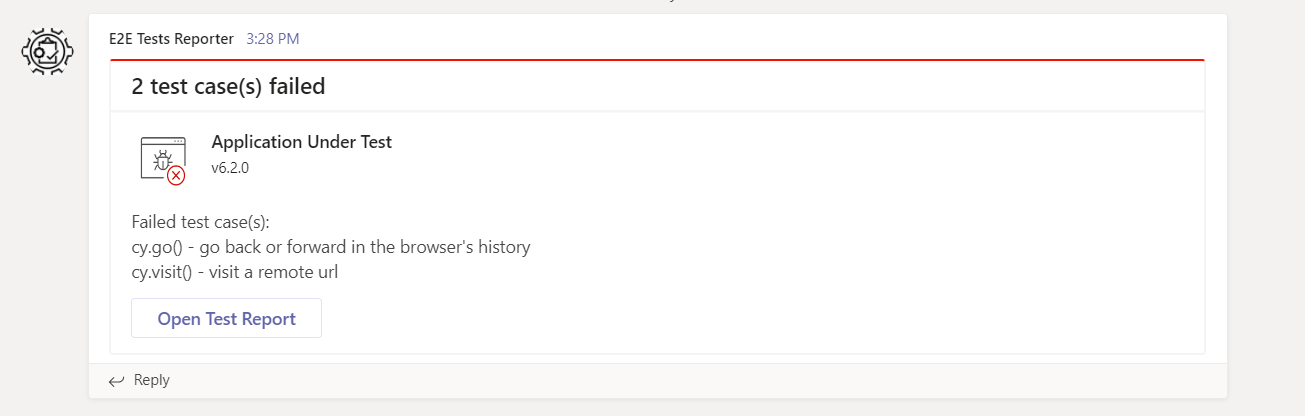 E2E Tests Reporter 3:28 PM
2 test case(s) failed
Application Under Test
v6.2.0
Failed test case(s):
cy.go() - go back or forward in the browser's history
cy.visit() - visit a remote url
Open Test Report
Reply